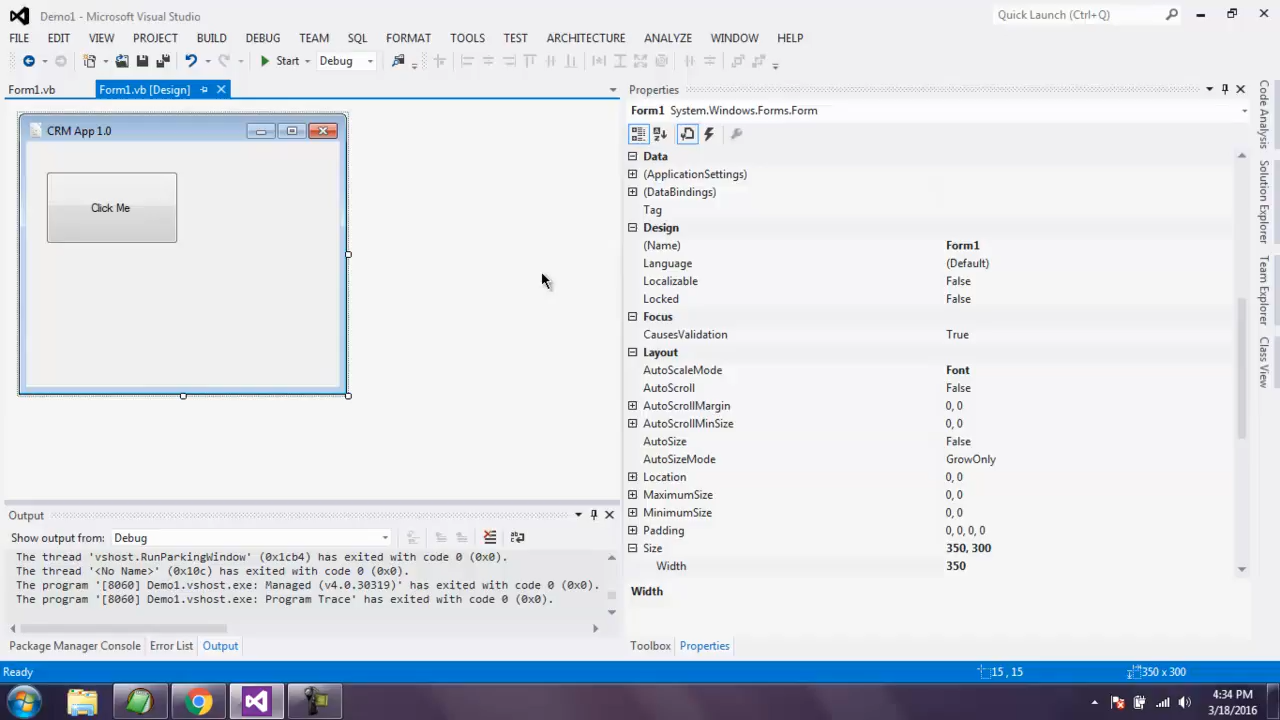 Demo1 - Microsoft Visual Studio
Quick Launch (Ctrl+Q)
FILE EDIT VIEW PROJECT BUILD DEBUG TEAM SQL FORMAT TOOLS TEST ARCHITECTURE ANALYZE WINDOW HELP
Start Debug
Form1.vb Form1.vb [Design]
CRM App 1.0
Click Me
Properties
Form1 System.Windows.Forms.Form
Data
(ApplicationSettings)
(DataBindings)
Tag
Design
(Name) Form1
Language (Default)
Localizable False
Locked False
Focus
CausesValidation True
Layout
AutoScaleMode Font
AutoScroll False
AutoScrollMargin 0, 0
AutoScrollMinSize 0, 0
AutoSize False
AutoSizeMode GrowOnly
Location 0, 0
MaximumSize 0, 0
MinimumSize 0, 0
Padding 0, 0, 0, 0
Size 350, 300
Width 350
Width
Code Analysis
Solution Explorer
Team Explorer
Class View
Output
Show output from: Debug
The thread 'vshost.RunParkingWindow' (0x1cb4) has exited with code 0 (0x0).
The thread '<No Name>' (0x10c) has exited with code 0 (0x0).
The program '[8060] Demo1.vshost.exe: Managed (v4.0.30319)' has exited with code 0 (0x0).
The program '[8060] Demo1.vshost.exe: Program Trace' has exited with code 0 (0x0).
Package Manager Console Error List Output
Toolbox Properties
Ready
15 , 15
350 x 300
4:34 PM
3/18/2016